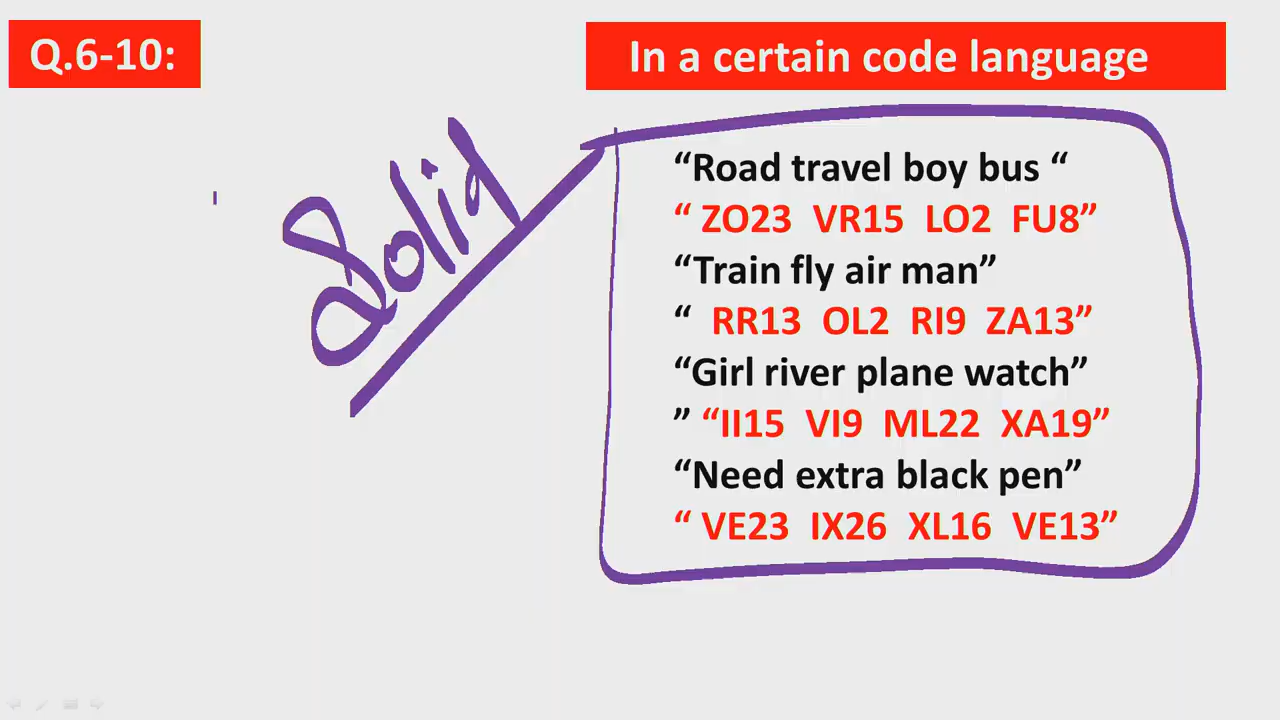 Q.6-10:
In a certain code language
Solid
“Road travel boy bus “
“ ZO23 VR15 LO2 FU8”
“Train fly air man”
“ RR13 OL2 RI9 ZA13”
“Girl river plane watch”
” “II15 VI9 ML22 XA19”
“Need extra black pen”
“ VE23 IX26 XL16 VE13”